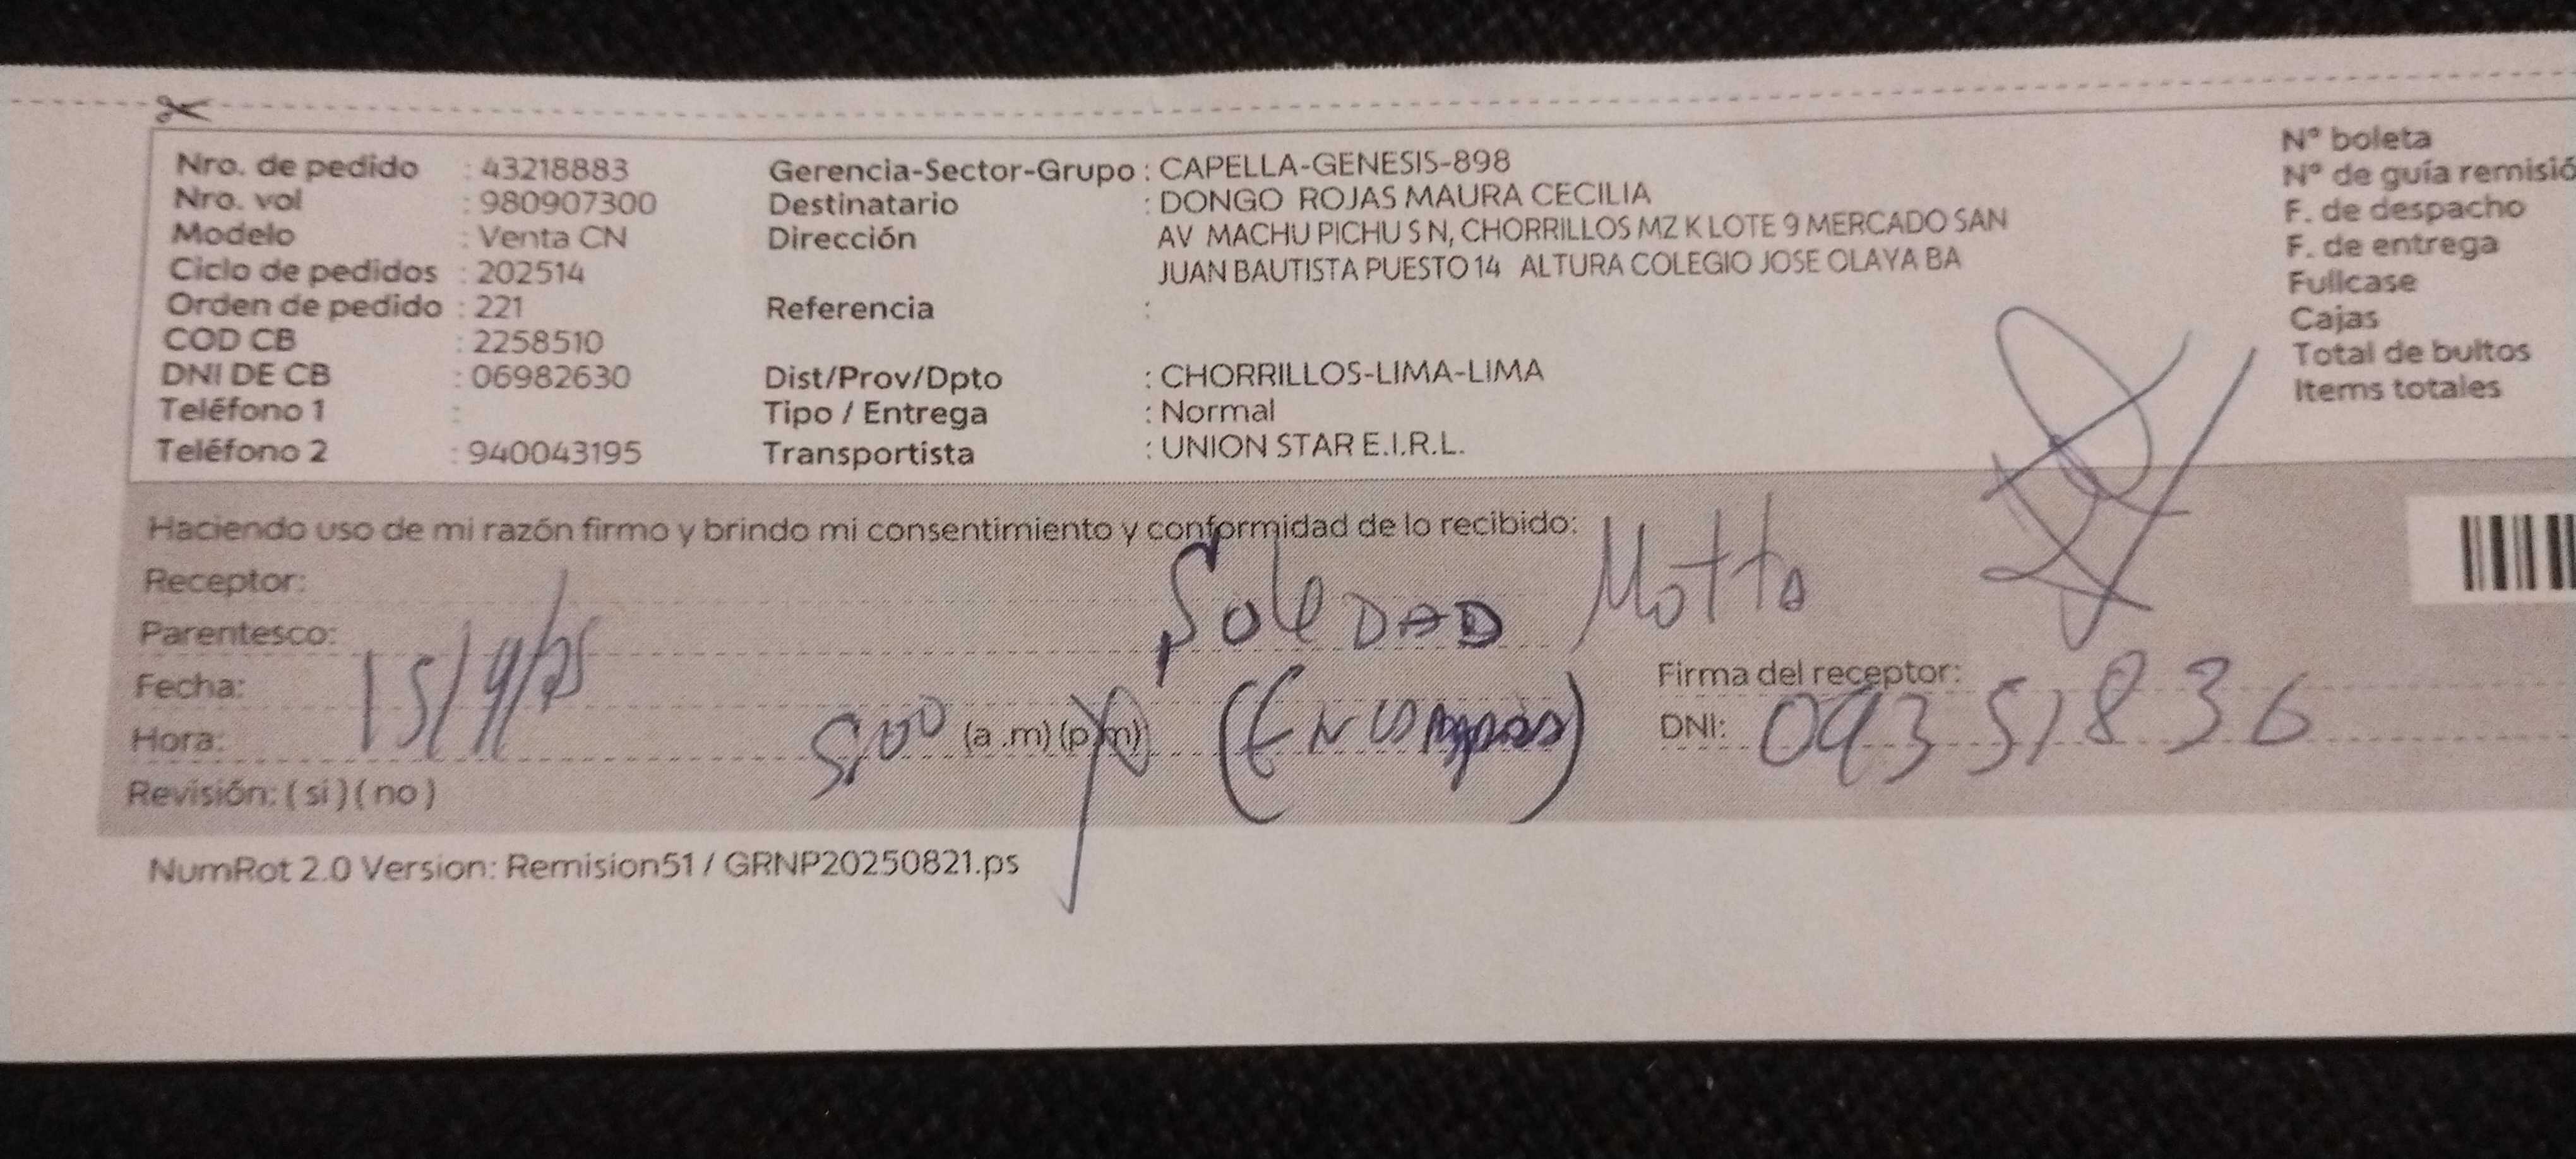 Nro. de pedido : 43218883
Nro. vol : 980907300
Modelo : Venta CN
Ciclo de pedidos : 202514
Orden de pedido : 221
COD CB : 2258510
DNI DE CB : 06982630
Teléfono 1 :
Teléfono 2 : 940043195
Gerencia-Sector-Grupo : CAPELLA-GENESIS-898
Destinatario : DONGO ROJAS MAURA CECILIA
Dirección AV MACHU PICHU S N, CHORRILLOS MZ K LOTE 9 MERCADO SAN
JUAN BAUTISTA PUESTO 14 ALTURA COLEGIO JOSE OLAYA BA
Referencia :
Dist/Prov/Dpto : CHORRILLOS-LIMA-LIMA
Tipo / Entrega : Normal
Transportista : UNION STAR E.I.R.L.
N° boleta
N° de guía remisió
F. de despacho
F. de entrega
Fullcase
Cajas
Total de bultos
Items totales
Haciendo uso de mi razón firmo y brindo mi consentimiento y conformidad de lo recibido:
Receptor: SoleDAD Motta
Parentesco:
Fecha: 15/9/25
Hora: 5:00 (a .m) (p.m)
Firma del receptor:
DNI: 09351836
Revisión: ( si ) ( no )
NumRot 2.0 Version: Remision51 / GRNP20250821.ps